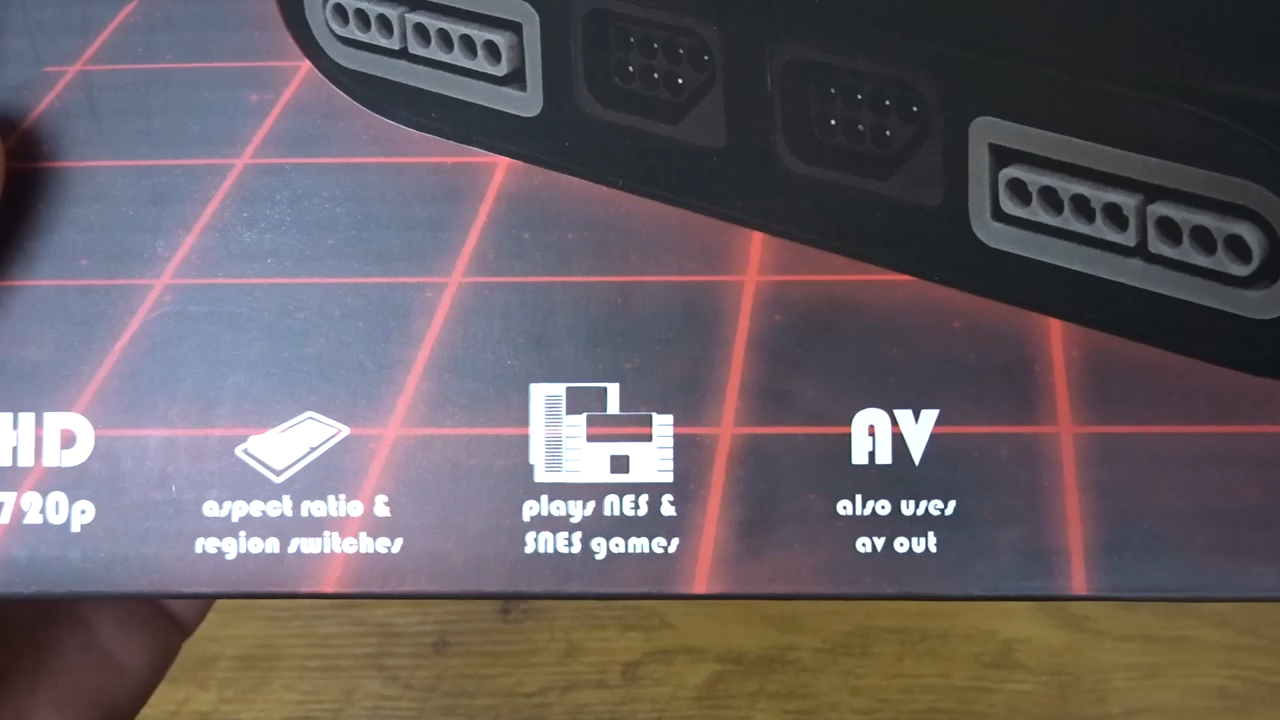 HD
720p
aspect ratio &
region switches
plays NES &
SNES games
AV
also uses
av out